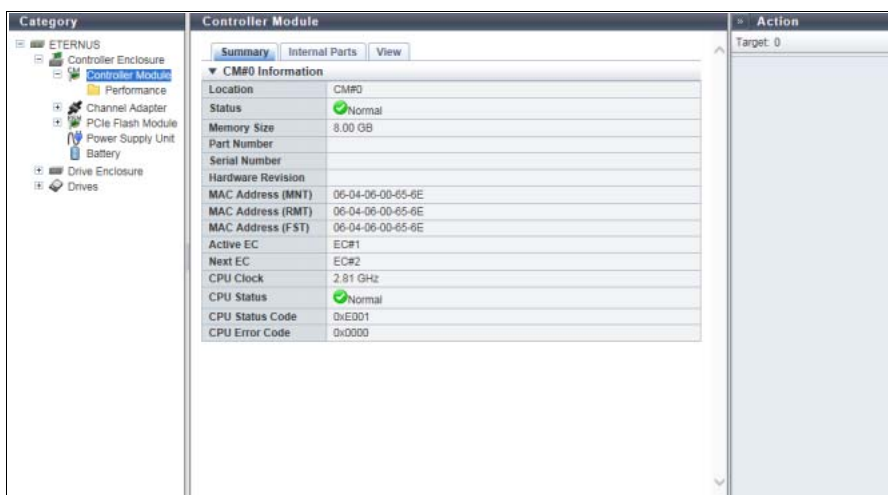 Category
ETERNUS
Controller Enclosure
Controller Module
Performance
Channel Adapter
PCIe Flash Module
Power Supply Unit
Battery
Drive Enclosure
Drives
Controller Module
Summary Internal Parts View
▼ CM#0 Information
Location CM#0
Status Normal
Memory Size 8.00 GB
Part Number
Serial Number
Hardware Revision
MAC Address (MNT) 06-04-06-00-65-6E
MAC Address (RMT) 06-04-06-00-65-6E
MAC Address (FST) 06-04-06-00-65-6E
Active EC EC#1
Next EC EC#2
CPU Clock 2.81 GHz
CPU Status Normal
CPU Status Code 0xE001
CPU Error Code 0x0000
» Action
Target: 0